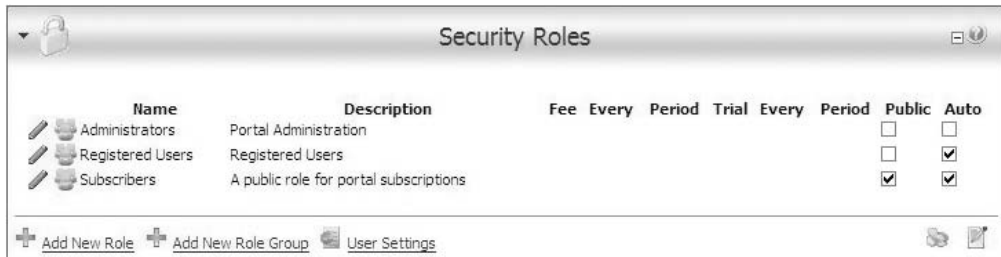 Security Roles
Name Description Fee Every Period Trial Every Period Public Auto
Administrators Portal Administration
Registered Users Registered Users
Subscribers A public role for portal subscriptions
Add New Role Add New Role Group User Settings